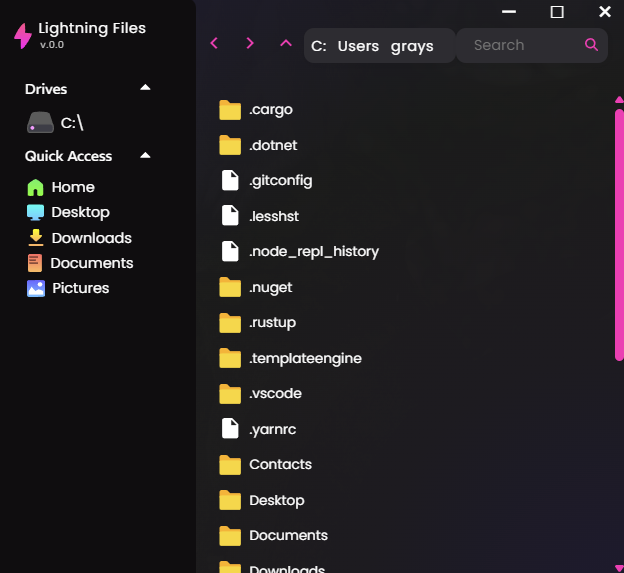 Lightning Files
v.0.0
Drives
C:\
Quick Access
Home
Desktop
Downloads
Documents
Pictures
C: Users grays
Search
.cargo
.dotnet
.gitconfig
.lesshst
.node_repl_history
.nuget
.rustup
.templateengine
.vscode
.yarnrc
Contacts
Desktop
Documents
Downloads